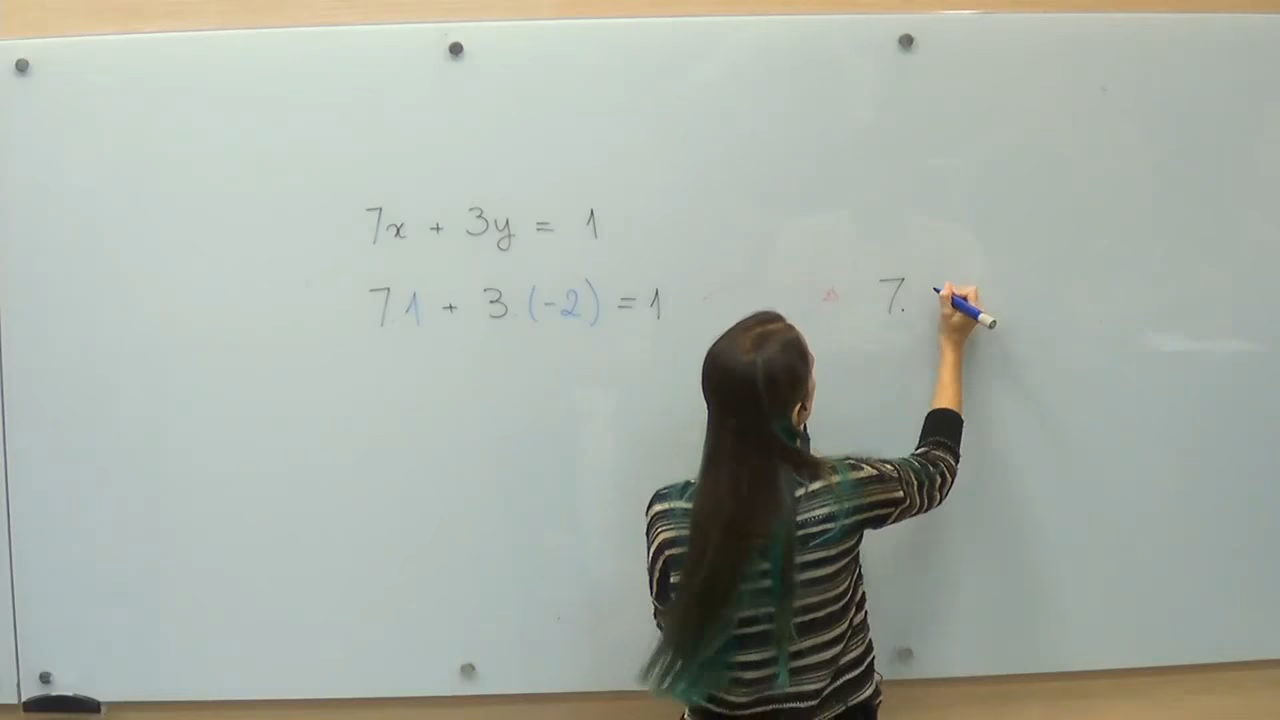 7x + 3y = 1
7 1 + 3 . (-2) = 1
7.